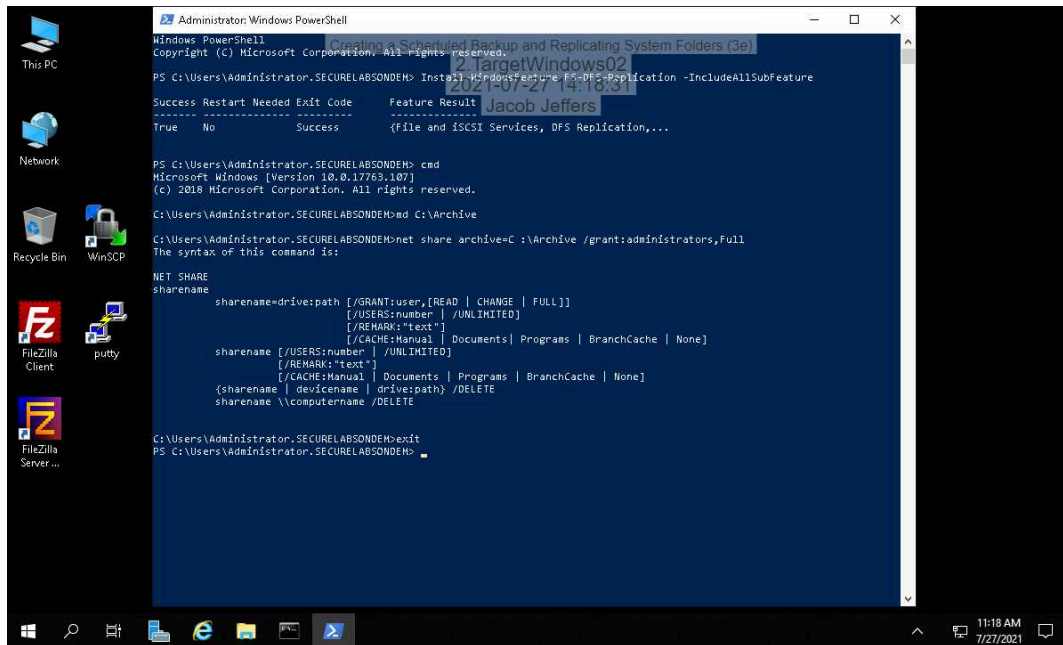 This PC
Network
Recycle Bin
WinSCP
FileZilla
Client
putty
FileZilla
Server ...
Administrator: Windows PowerShell
Creating a Scheduled Backup and Replicating System Folders (3e)
2.TargetWindows02
2021-07-27 14:18:31
Jacob Jeffers
Windows PowerShell
Copyright (C) Microsoft Corporation. All rights reserved.
PS C:\Users\Administrator.SECURELABSONDEM> Install-WindowsFeature FS-DFS-Replication -IncludeAllSubFeature
Success Restart Needed Exit Code      Feature Result
------- -------------- ---------      --------------
True    No             Success        {File and iSCSI Services, DFS Replication,...
PS C:\Users\Administrator.SECURELABSONDEM> cmd
Microsoft Windows [Version 10.0.17763.107]
(c) 2018 Microsoft Corporation. All rights reserved.
C:\Users\Administrator.SECURELABSONDEM>md C:\Archive
C:\Users\Administrator.SECURELABSONDEM>net share archive=C :\Archive /grant:administrators,Full
The syntax of this command is:
NET SHARE
sharename
sharename=drive:path [/GRANT:user,[READ | CHANGE | FULL]]
[/USERS:number | /UNLIMITED]
[/REMARK:"text"]
[/CACHE:Manual | Documents| Programs | BranchCache | None]
sharename [/USERS:number | /UNLIMITED]
[/REMARK:"text"]
[/CACHE:Manual | Documents | Programs | BranchCache | None]
{sharename | devicename | drive:path} /DELETE
sharename \\computername /DELETE
C:\Users\Administrator.SECURELABSONDEM>exit
PS C:\Users\Administrator.SECURELABSONDEM> _
11:18 AM
7/27/2021